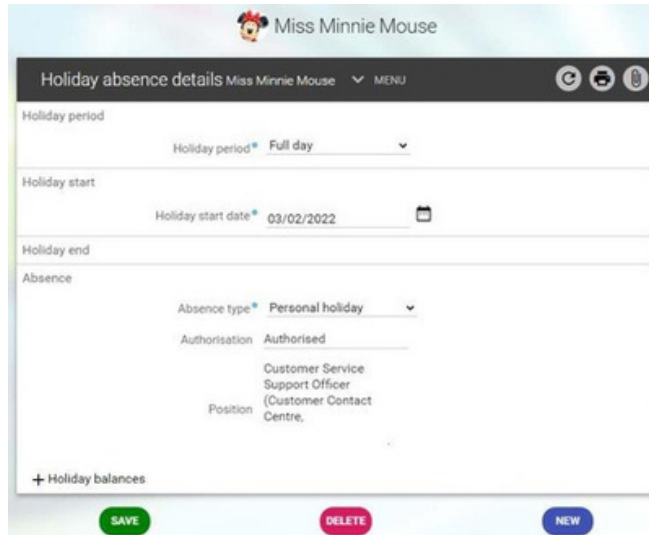 Miss Minnie Mouse
Holiday absence details Miss Minnie Mouse MENU
Holiday period
Holiday period* Full day
Holiday start
Holiday start date* 03/02/2022
Holiday end
Absence
Absence type* Personal holiday
Authorisation Authorised
Customer Service
Support Officer
(Customer Contact
Position
Centre,
+ Holiday balances
SAVE DELETE NEW